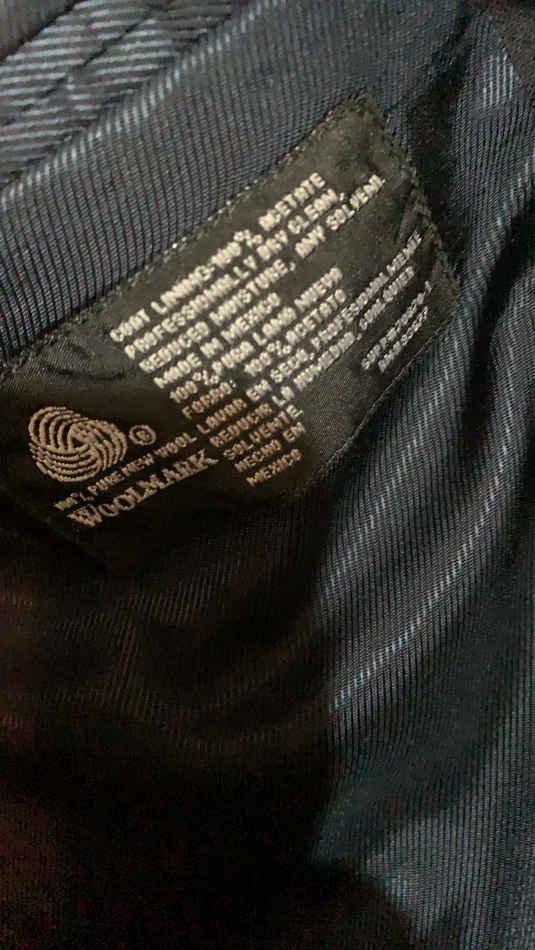 ®
100% PURE NEW WOOL
WOOLMARK
COAT LINING-100% ACETATE
PROFESSIONALLY DRY CLEAN,
REDUCED MOISTURE, ANY SOLVENT
MADE IN MEXICO
100% PURA LANA NUEVO
FORRO: 100% ACETATO
LAVAR EN SECO, PROFESIONALMENTE
REDUCIR LA HUMEDAD, CUALQUIER
SOLVENTE.
HECHO EN
MEXICO